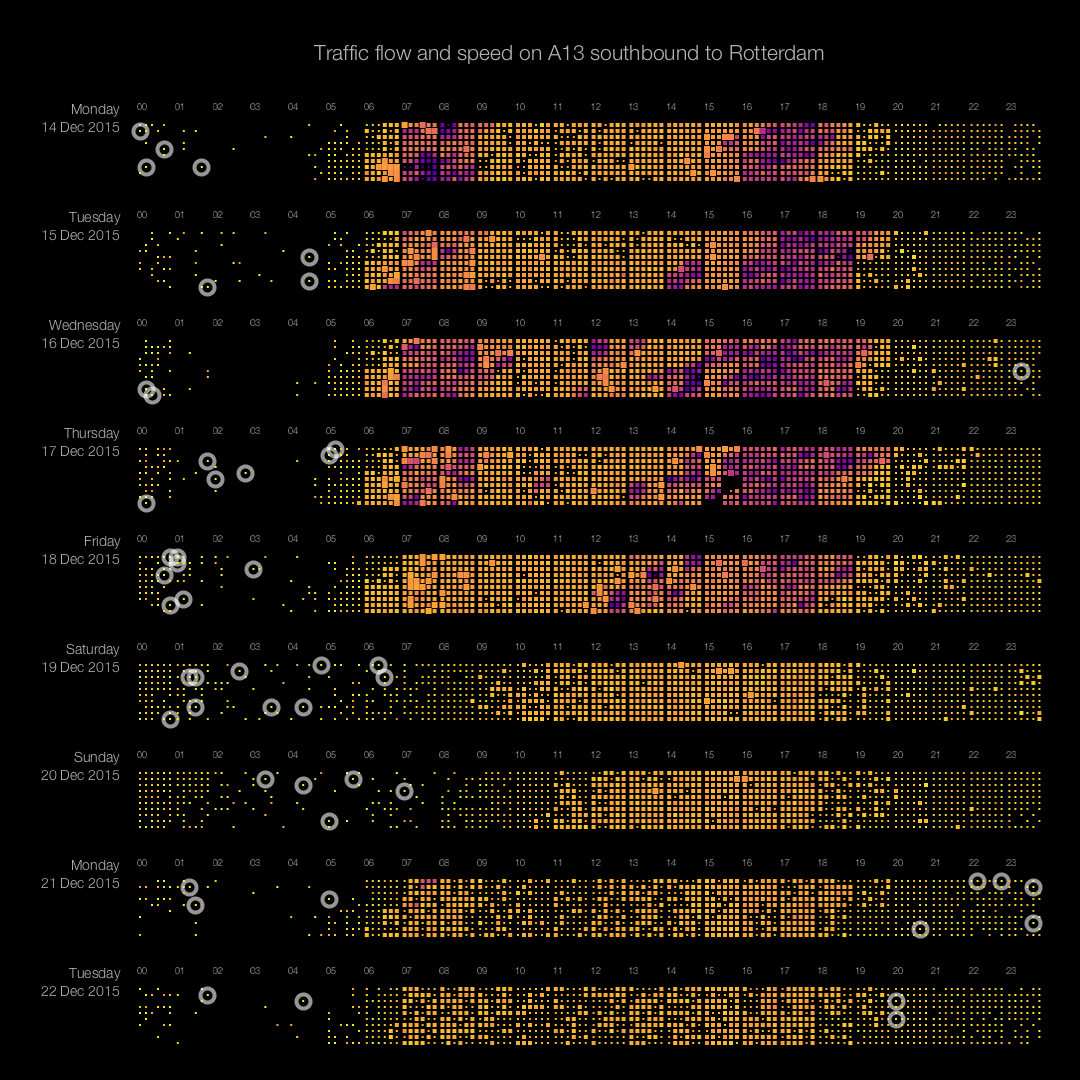 Traffic flow and speed on A13 southbound to Rotterdam
Monday
14 Dec 2015
00 01 02 03 04 05 06 07 08 09 10 11 12 13 14 15 16 17 18 19 20 21 22 23
Tuesday
15 Dec 2015
00 01 02 03 04 05 06 07 08 09 10 11 12 13 14 15 16 17 18 19 20 21 22 23
Wednesday
16 Dec 2015
00 01 02 03 04 05 06 07 08 09 10 11 12 13 14 15 16 17 18 19 20 21 22 23
Thursday
17 Dec 2015
00 01 02 03 04 05 06 07 08 09 10 11 12 13 14 15 16 17 18 19 20 21 22 23
Friday
18 Dec 2015
00 01 02 03 04 05 06 07 08 09 10 11 12 13 14 15 16 17 18 19 20 21 22 23
Saturday
19 Dec 2015
00 01 02 03 04 05 06 07 08 09 10 11 12 13 14 15 16 17 18 19 20 21 22 23
Sunday
20 Dec 2015
00 01 02 03 04 05 06 07 08 09 10 11 12 13 14 15 16 17 18 19 20 21 22 23
Monday
21 Dec 2015
00 01 02 03 04 05 06 07 08 09 10 11 12 13 14 15 16 17 18 19 20 21 22 23
Tuesday
22 Dec 2015
00 01 02 03 04 05 06 07 08 09 10 11 12 13 14 15 16 17 18 19 20 21 22 23